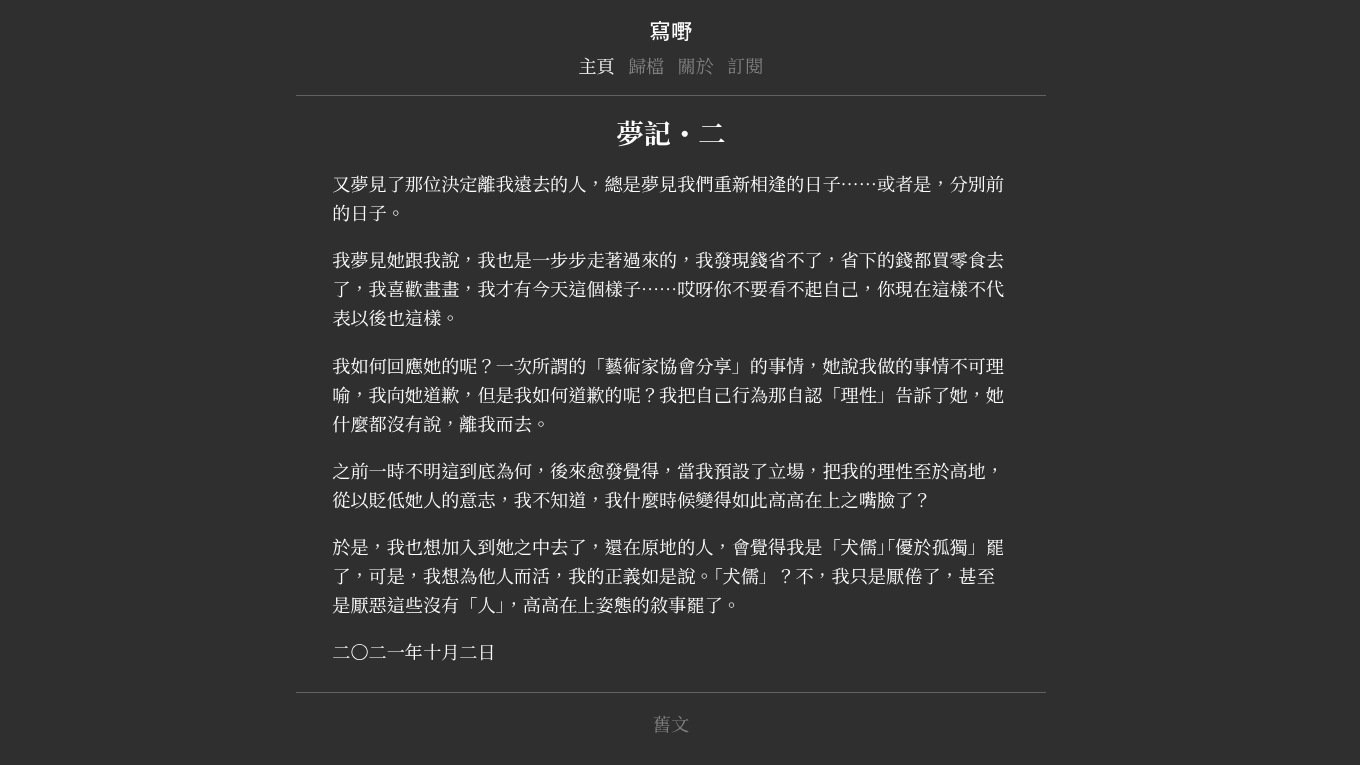 寫嘢
主頁 歸檔 關於 訂閱
夢記・二
又夢見了那位決定離我遠去的人，總是夢見我們重新相逢的日子⋯⋯或者是，分別前
的日子。
我夢見她跟我說，我也是一步步走著過來的，我發現錢省不了，省下的錢都買零食去
了，我喜歡畫畫，我才有今天這個樣子⋯⋯哎呀你不要看不起自己，你現在這樣不代
表以後也這樣。
我如何回應她的呢？一次所謂的「藝術家協會分享」的事情，她說我做的事情不可理
喻，我向她道歉，但是我如何道歉的呢？我把自己行為那自認「理性」告訴了她，她
什麼都沒有說，離我而去。
之前一時不明這到底為何，後來愈發覺得，當我預設了立場，把我的理性至於高地，
從以貶低她人的意志，我不知道，我什麼時候變得如此高高在上之嘴臉了？
於是，我也想加入到她之中去了，還在原地的人，會覺得我是「犬儒」「優於孤獨」罷
了，可是，我想為他人而活，我的正義如是說。「犬儒」？不，我只是厭倦了，甚至
是厭惡這些沒有「人」，高高在上姿態的敘事罷了。
二〇二一年十月二日
舊文